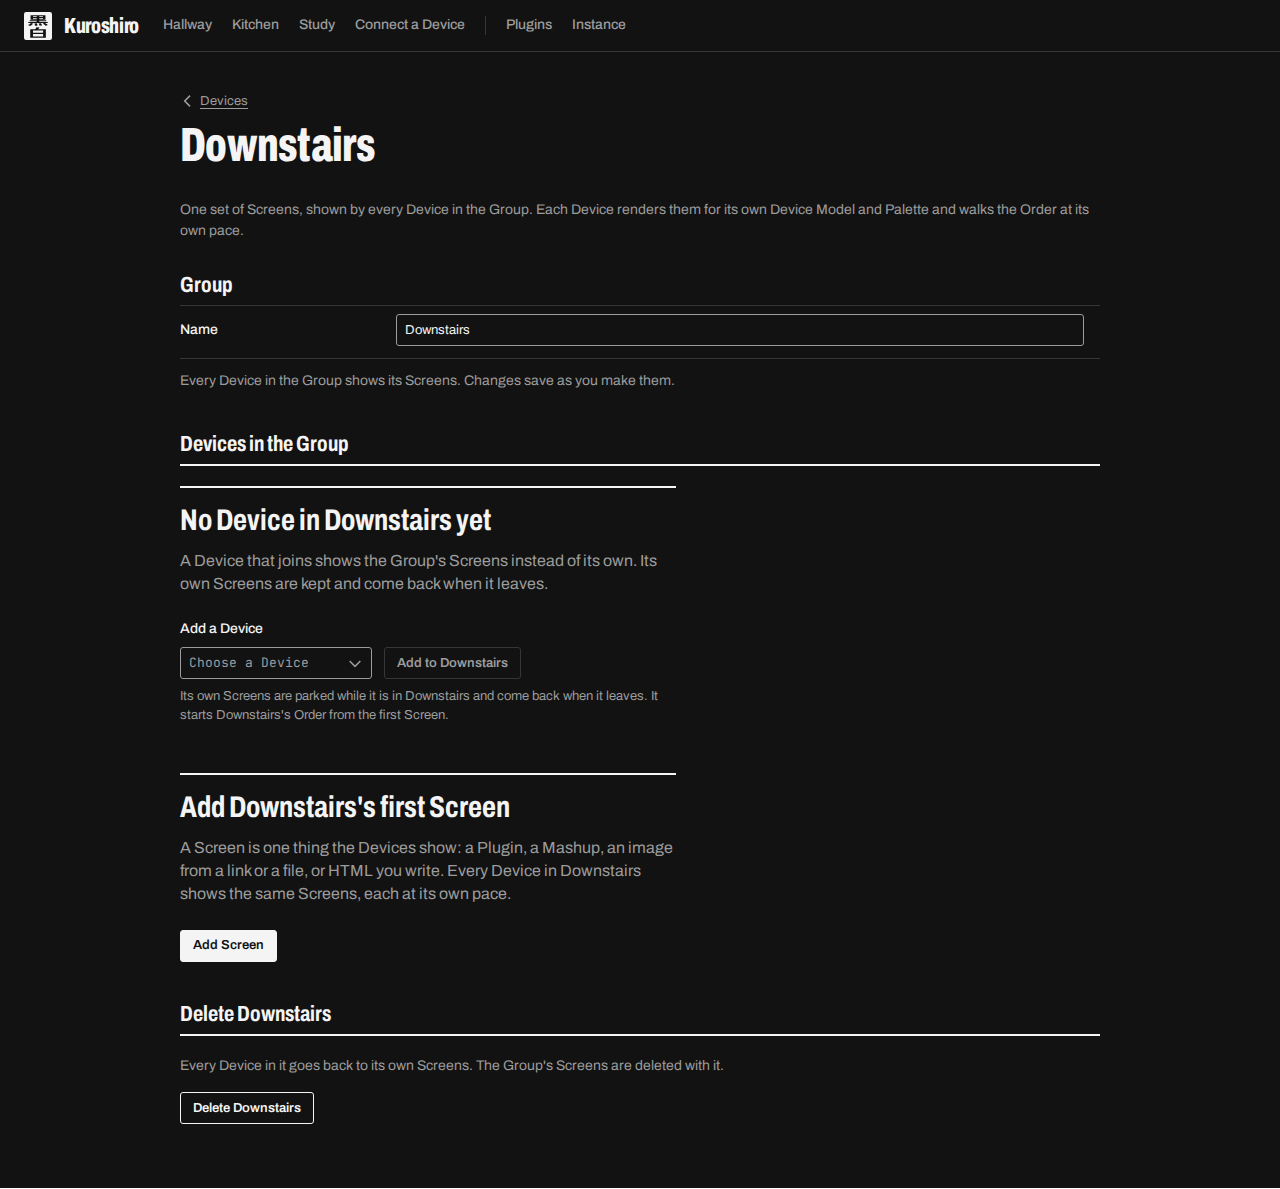 黒白 Kuroshiro Hallway Kitchen Study Connect a Device Plugins Instance
Devices
Downstairs
One set of Screens, shown by every Device in the Group. Each Device renders them for its own Device Model and Palette and walks the Order at its
own pace.
Group
Name Downstairs
Every Device in the Group shows its Screens. Changes save as you make them.
Devices in the Group
No Device in Downstairs yet
A Device that joins shows the Group's Screens instead of its own. Its
own Screens are kept and come back when it leaves.
Add a Device
Choose a Device Add to Downstairs
Its own Screens are parked while it is in Downstairs and come back when it leaves. It
starts Downstairs's Order from the first Screen.
Add Downstairs's first Screen
A Screen is one thing the Devices show: a Plugin, a Mashup, an image
from a link or a file, or HTML you write. Every Device in Downstairs
shows the same Screens, each at its own pace.
Add Screen
Delete Downstairs
Every Device in it goes back to its own Screens. The Group's Screens are deleted with it.
Delete Downstairs